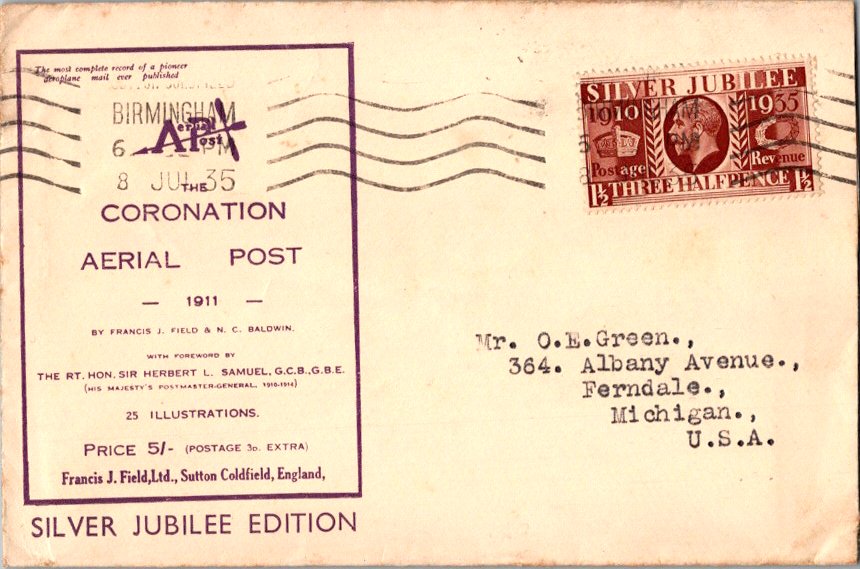 The most complete record of a pioneer
aeroplane mail ever published
BIRMINGHAM
Aerial
Post
6 PM
8 JUL 35
THE
CORONATION
AERIAL POST
— 1911 —
BY FRANCIS J. FIELD & N. C. BALDWIN.
WITH FOREWORD BY
THE RT. HON. SIR HERBERT L. SAMUEL, G.C.B.,G.B.E.
(HIS MAJESTY'S POSTMASTER-GENERAL, 1910-1914)
25 ILLUSTRATIONS.
PRICE 5/- (POSTAGE 3D. EXTRA)
Francis J. Field,Ltd., Sutton Coldfield, England,
SILVER JUBILEE EDITION
SILVER JUBILEE
1910 1935
Postage Revenue
1½ THREE HALFPENCE 1½
Mr. O.E.Green.,
364. Albany Avenue.,
Ferndale.,
Michigan.,
U.S.A.